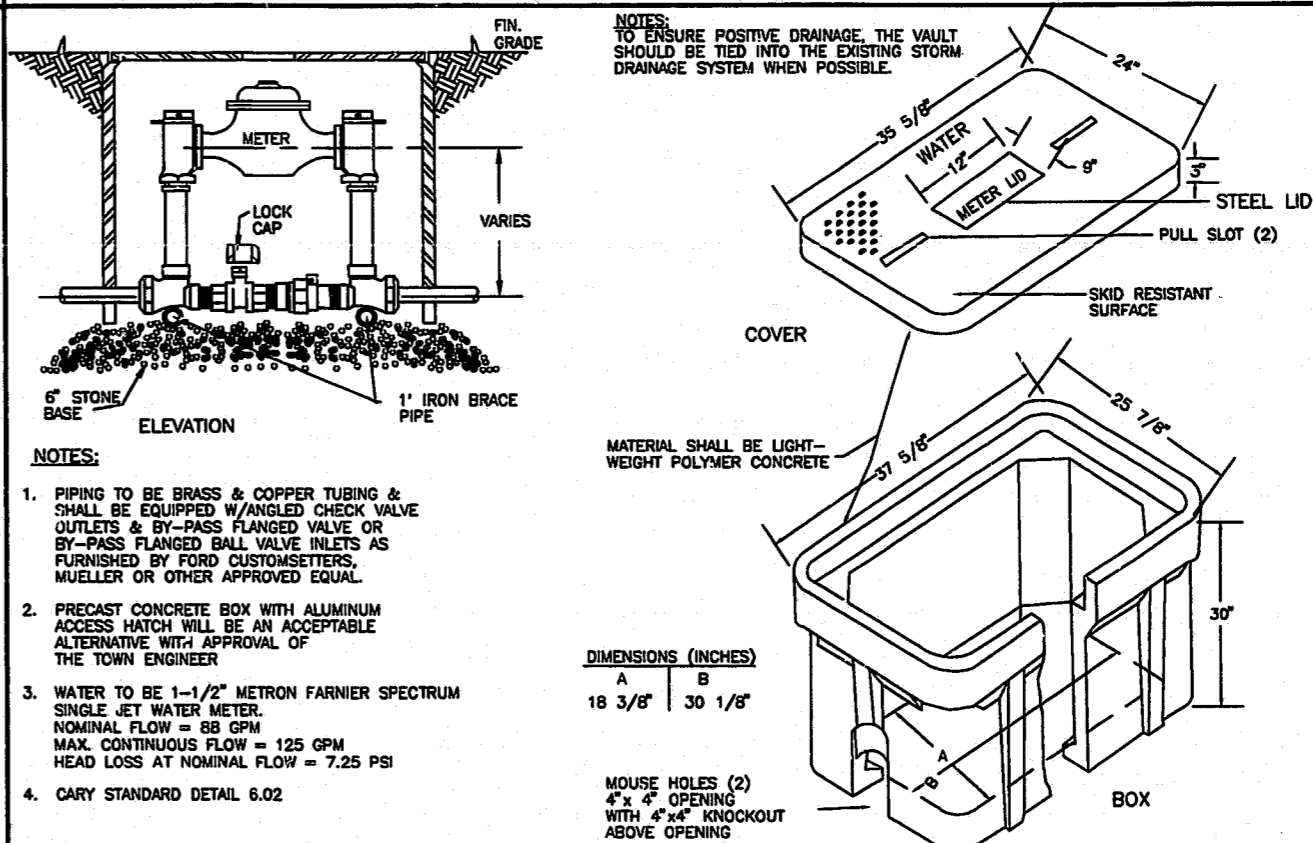 FIN.
GRADE
METER
LOCK
CAP
VARIES
6" STONE
BASE
1' IRON BRACE
PIPE
ELEVATION
NOTES:
1. PIPING TO BE BRASS & COPPER TUBING &
SHALL BE EQUIPPED W/ANGLED CHECK VALVE
OUTLETS & BY-PASS FLANGED VALVE OR
BY-PASS FLANGED BALL VALVE INLETS AS
FURNISHED BY FORD CUSTOMSETTERS,
MUELLER OR OTHER APPROVED EQUAL.
2. PRECAST CONCRETE BOX WITH ALUMINUM
ACCESS HATCH WILL BE AN ACCEPTABLE
ALTERNATIVE WITH APPROVAL OF
THE TOWN ENGINEER
3. WATER TO BE 1-1/2" METRON FARNIER SPECTRUM
SINGLE JET WATER METER.
NOMINAL FLOW = 88 GPM
MAX. CONTINUOUS FLOW = 125 GPM
HEAD LOSS AT NOMINAL FLOW = 7.25 PSI
4. CARY STANDARD DETAIL 6.02
NOTES:
TO ENSURE POSITIVE DRAINAGE, THE VAULT
SHOULD BE TIED INTO THE EXISTING STORM
DRAINAGE SYSTEM WHEN POSSIBLE.
24"
35 5/8"
WATER
12"
9"
METER LID
3"
STEEL LID
PULL SLOT (2)
SKID RESISTANT
SURFACE
COVER
25 7/8"
37 5/8"
MATERIAL SHALL BE LIGHT-
WEIGHT POLYMER CONCRETE
30"
DIMENSIONS (INCHES)
A B
18 3/8" 30 1/8"
A
B
MOUSE HOLES (2)
4"x 4" OPENING
WITH 4"x4" KNOCKOUT
ABOVE OPENING
BOX